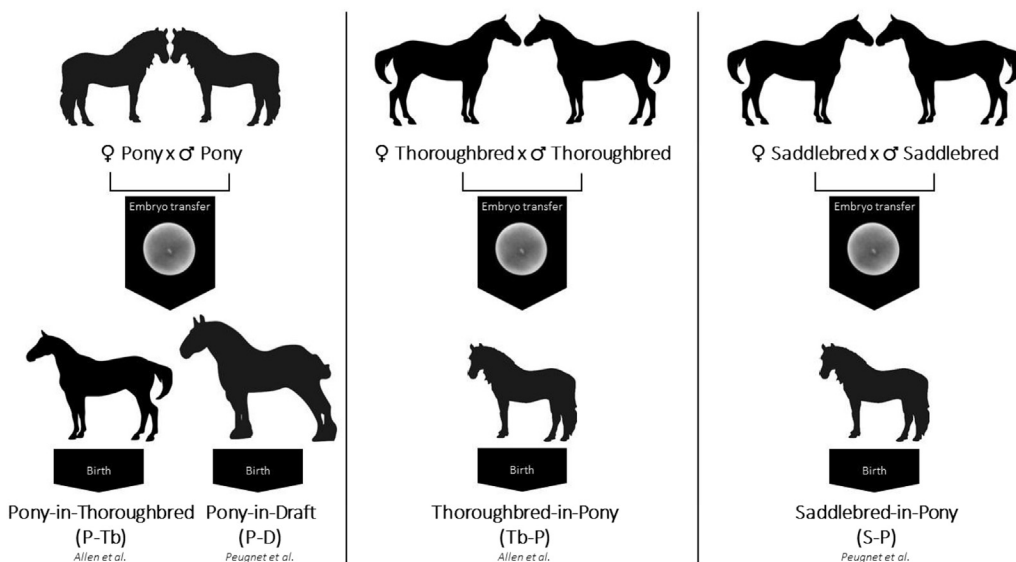 ♀ Pony x ♂ Pony
Embryo transfer
Birth
Birth
Pony-in-Thoroughbred
(P-Tb)
Allen et al.
Pony-in-Draft
(P-D)
Peugnet et al.
♀ Thoroughbred x ♂ Thoroughbred
Embryo transfer
Birth
Thoroughbred-in-Pony
(Tb-P)
Allen et al.
♀ Saddlebred x ♂ Saddlebred
Embryo transfer
Birth
Saddlebred-in-Pony
(S-P)
Peugnet et al.